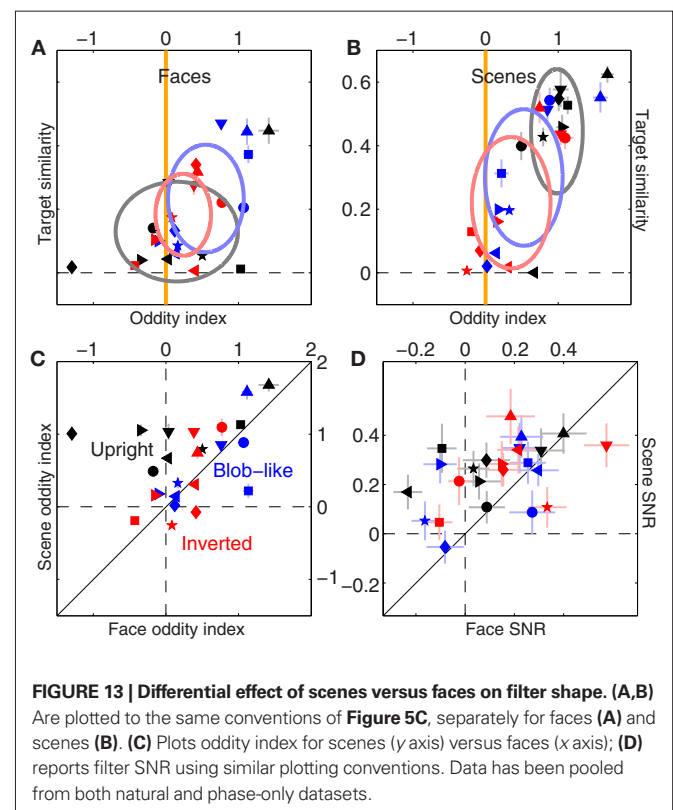 A
−1 0 1
Faces
Target similarity
Oddity index
B
−1 0 1
Scenes
0.6
0.4
0.2
0
Target similarity
Oddity index
C
−1 0 1 2
Upright
Blob−like
Inverted
1
0
−1
Scene oddity index
Face oddity index
D
−0.2 0 0.2 0.4
0.4
0.2
0
−0.2
Scene SNR
Face SNR
FIGURE 13 | Differential effect of scenes versus faces on filter shape. (A,B)
Are plotted to the same conventions of Figure 5C, separately for faces (A) and
scenes (B). (C) Plots oddity index for scenes (y axis) versus faces (x axis); (D)
reports filter SNR using similar plotting conventions. Data has been pooled
from both natural and phase-only datasets.